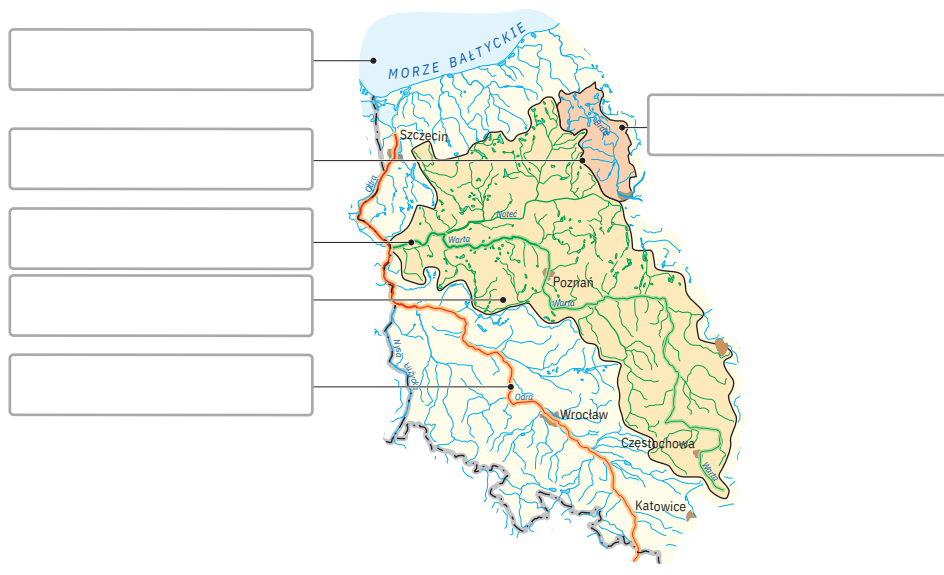 MORZE BAŁTYCKIE
Szczecin
Odra
Noteć
Warta
Poznań
Warta
Nysa
Łużycka
Odra
Wrocław
Częstochowa
Warta
Katowice